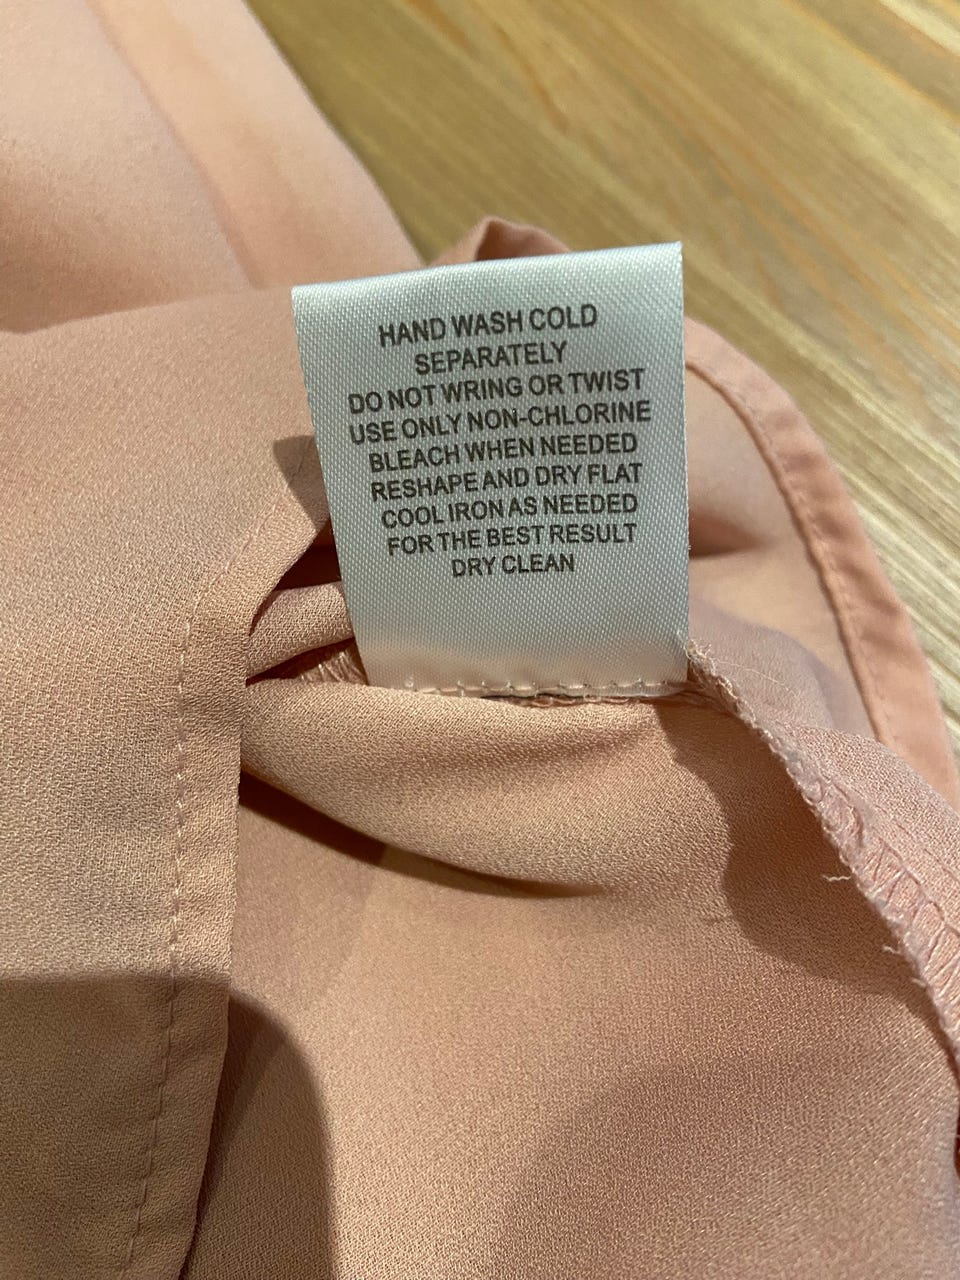 HAND WASH COLD
SEPARATELY
DO NOT WRING OR TWIST
USE ONLY NON-CHLORINE
BLEACH WHEN NEEDED
RESHAPE AND DRY FLAT
COOL IRON AS NEEDED
FOR THE BEST RESULT
DRY CLEAN